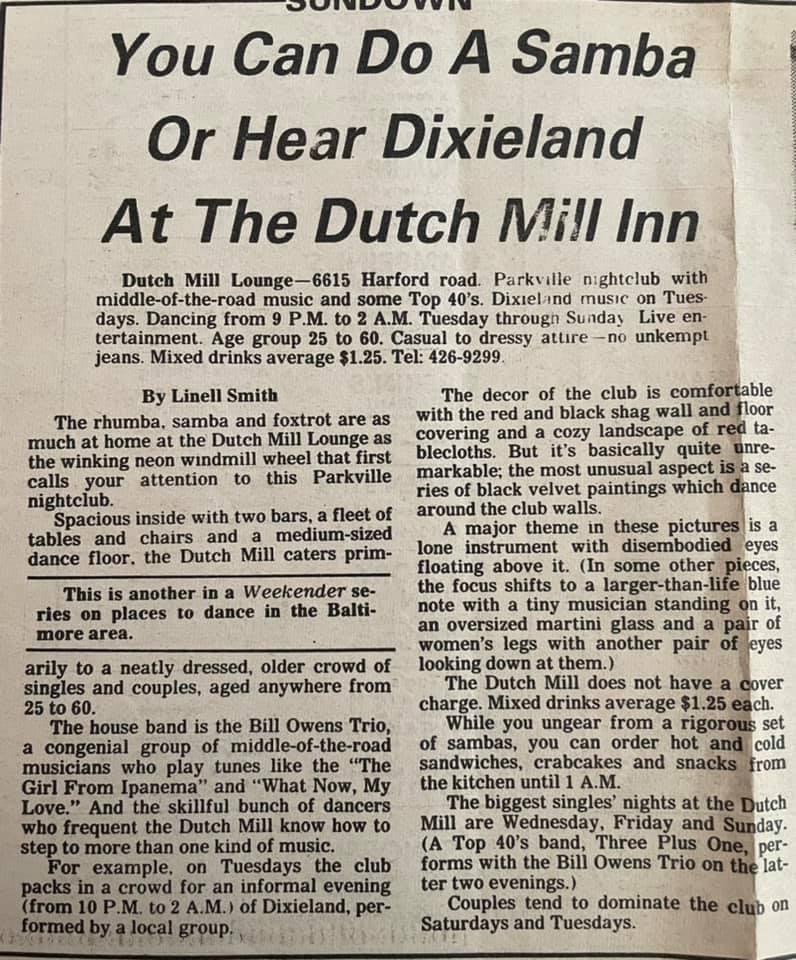 SUNDOWN
You Can Do A Samba
Or Hear Dixieland
At The Dutch Mill Inn
Dutch Mill Lounge—6615 Harford road. Parkville nightclub with
middle-of-the-road music and some Top 40's. Dixieland music on Tues-
days. Dancing from 9 P.M. to 2 A.M. Tuesday through Sunday Live en-
tertainment. Age group 25 to 60. Casual to dressy attire—no unkempt
jeans. Mixed drinks average $1.25. Tel: 426-9299.
By Linell Smith
The rhumba, samba and foxtrot are as
much at home at the Dutch Mill Lounge as
the winking neon windmill wheel that first
calls your attention to this Parkville
nightclub.
Spacious inside with two bars, a fleet of
tables and chairs and a medium-sized
dance floor, the Dutch Mill caters prim-
This is another in a Weekender se-
ries on places to dance in the Balti-
more area.
arily to a neatly dressed, older crowd of
singles and couples, aged anywhere from
25 to 60.
The house band is the Bill Owens Trio,
a congenial group of middle-of-the-road
musicians who play tunes like the "The
Girl From Ipanema" and "What Now, My
Love." And the skillful bunch of dancers
who frequent the Dutch Mill know how to
step to more than one kind of music.
For example, on Tuesdays the club
packs in a crowd for an informal evening
(from 10 P.M. to 2 A.M.) of Dixieland, per-
formed by a local group.
The decor of the club is comfortable
with the red and black shag wall and floor
covering and a cozy landscape of red ta-
blecloths. But it's basically quite unre-
markable; the most unusual aspect is a se-
ries of black velvet paintings which dance
around the club walls.
A major theme in these pictures is a
lone instrument with disembodied eyes
floating above it. (In some other pieces,
the focus shifts to a larger-than-life blue
note with a tiny musician standing on it,
an oversized martini glass and a pair of
women's legs with another pair of eyes
looking down at them.)
The Dutch Mill does not have a cover
charge. Mixed drinks average $1.25 each.
While you ungear from a rigorous set
of sambas, you can order hot and cold
sandwiches, crabcakes and snacks from
the kitchen until 1 A.M.
The biggest singles' nights at the Dutch
Mill are Wednesday, Friday and Sunday.
(A Top 40's band, Three Plus One, per-
forms with the Bill Owens Trio on the lat-
ter two evenings.)
Couples tend to dominate the club on
Saturdays and Tuesdays.